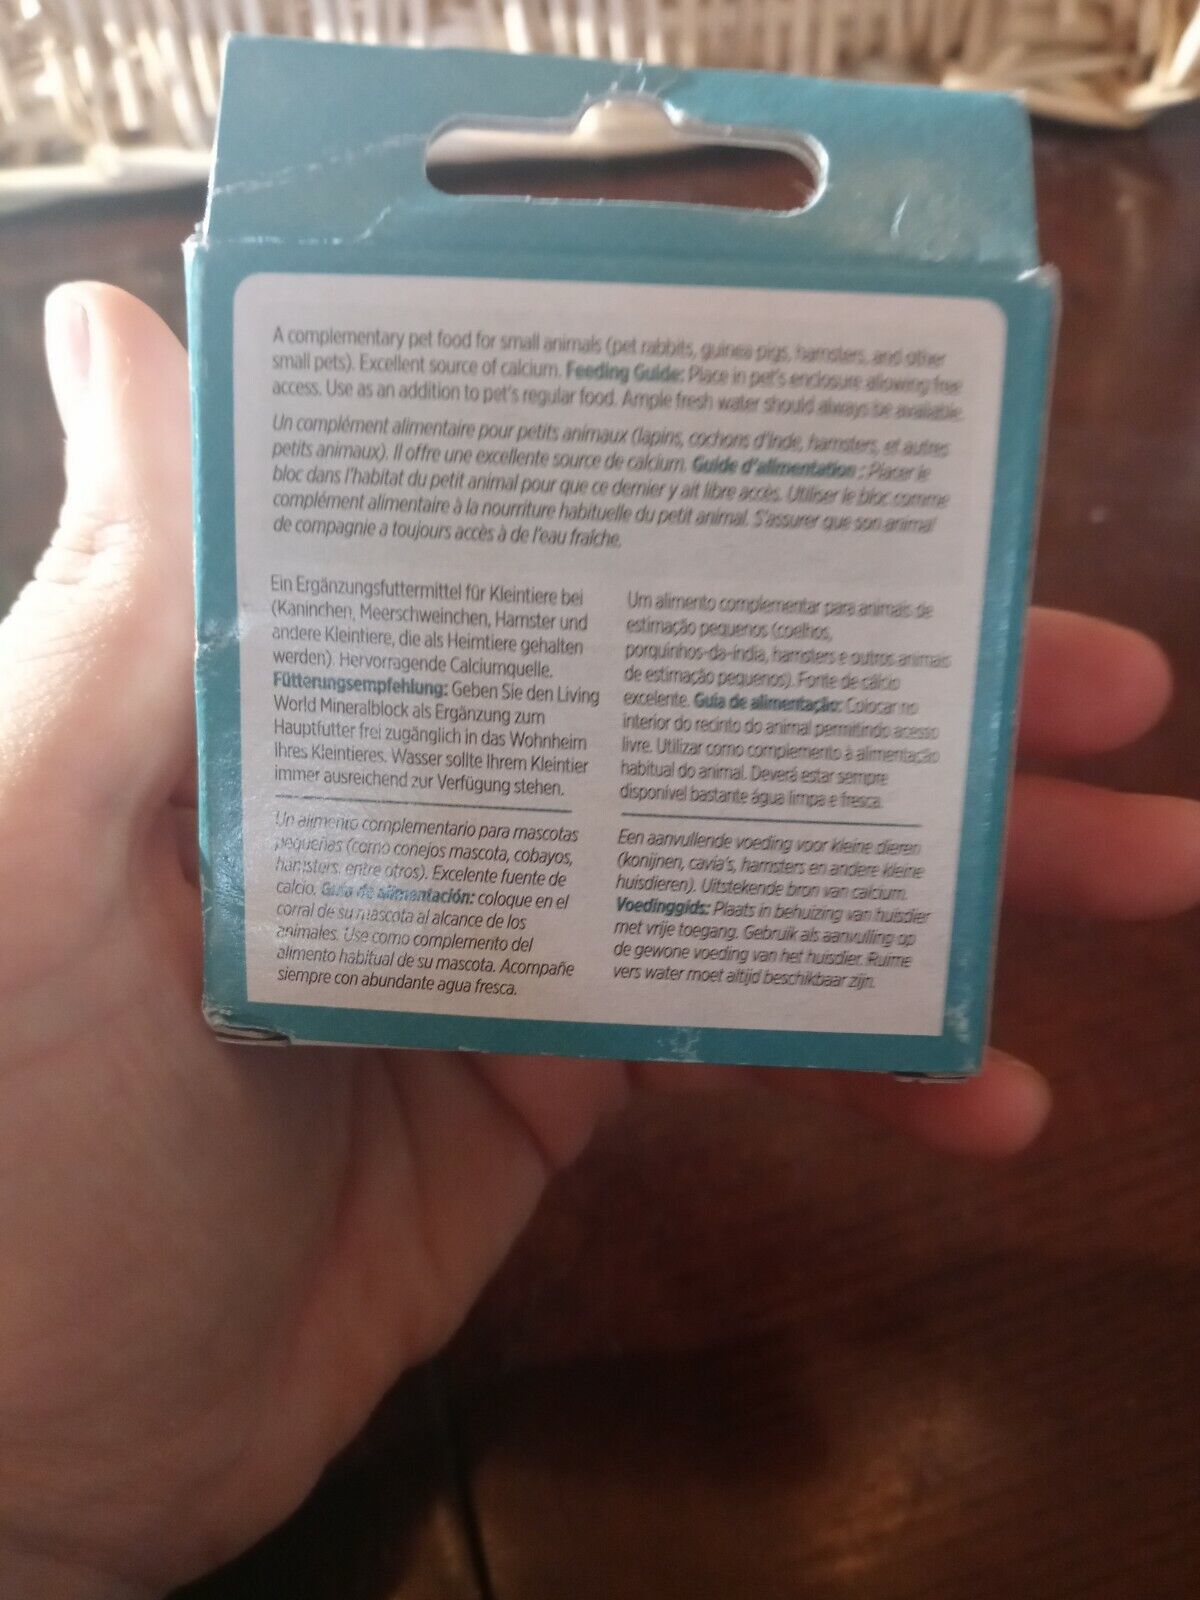 A complementary pet food for small animals (pet rabbits, guinea pigs, hamsters, and other
small pets). Excellent source of calcium. Feeding Guide: Place in pet's enclosure allowing free
access. Use as an addition to pet's regular food. Ample fresh water should always be available.
Un complément alimentaire pour petits animaux (lapins, cochons d'Inde, hamsters, et autres
petits animaux). Il offre une excellente source de calcium. Guide d'alimentation : Placer le
bloc dans l'habitat du petit animal pour que ce dernier y ait libre accès. Utiliser le bloc comme
complément alimentaire à la nourriture habituelle du petit animal. S'assurer que son animal
de compagnie a toujours accès à de l'eau fraîche.
Ein Ergänzungsfuttermittel für Kleintiere bei
(Kaninchen, Meerschweinchen, Hamster und
andere Kleintiere, die als Heimtiere gehalten
werden). Hervorragende Calciumquelle.
Fütterungsempfehlung: Geben Sie den Living
World Mineralblock als Ergänzung zum
Hauptfutter frei zugänglich in das Wohnheim
Ihres Kleintieres. Wasser sollte Ihrem Kleintier
immer ausreichend zur Verfügung stehen.
Un alimento complementario para mascotas
pequeñas (como conejos mascota, cobayos,
hamsters, entre otros). Excelente fuente de
calcio. Guía de alimentación: coloque en el
corral de su mascota al alcance de los
animales. Use como complemento del
alimento habitual de su mascota. Acompañe
siempre con abundante agua fresca.
Um alimento complementar para animais de
estimação pequenos (coelhos,
porquinhos-da-índia, hamsters e outros animais
de estimação pequenos). Fonte de cálcio
excelente. Guia de alimentação: Colocar no
interior do recinto do animal permitindo acesso
livre. Utilizar como complemento à alimentação
habitual do animal. Deverá estar sempre
disponível bastante água limpa e fresca.
Een aanvullende voeding voor kleine dieren
(konijnen, cavia's, hamsters en andere kleine
huisdieren). Uitstekende bron van calcium.
Voedinggids: Plaats in behuizing van huisdier
met vrije toegang. Gebruik als aanvulling op
de gewone voeding van het huisdier. Ruime
vers water moet altijd beschikbaar zijn.